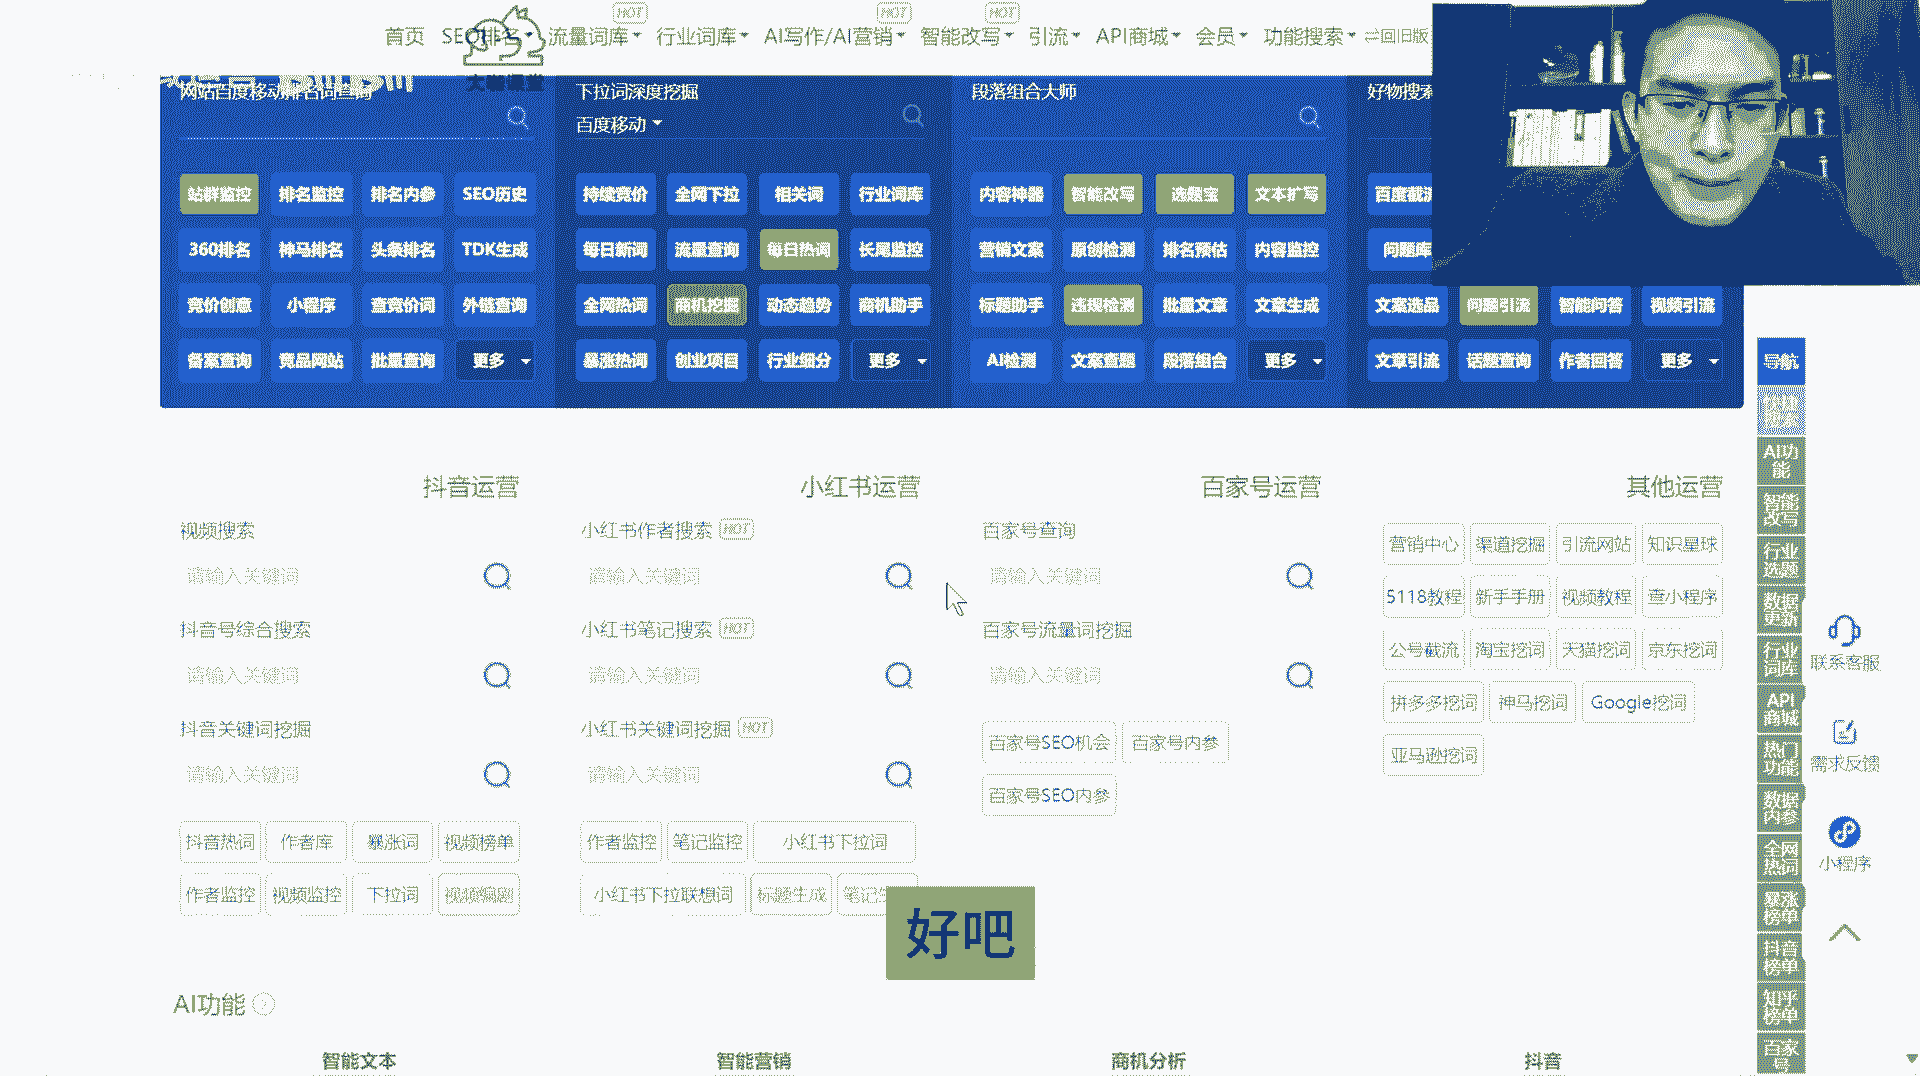 HOT HOT HOT
首页 SEO排名 流量词库 行业词库 AI写作/AI营销 智能改写 引流 API商城 会员 功能搜索 回旧版
大咖课堂
网站百度移动排名词查询 下拉词深度挖掘 段落组合大师 好物搜索
百度移动
站群监控 排名监控 排名内参 SEO历史 持续竞价 全网下拉 相关词 行业词库 内容神器 智能改写 选题宝 文本扩写 百度截流
360排名 神马排名 头条排名 TDK生成 每日新词 流量查询 每日热词 长尾监控 营销文案 原创检测 排名预估 内容监控 问题库
竞价创意 小程序 查竞价词 外链查询 全网热词 商机挖掘 动态趋势 商机助手 标题助手 违规检测 批量文章 文章生成 文案选品 问题引流 智能问答 视频引流
备案查询 竞品网站 批量查询 更多 暴涨热词 创业项目 行业细分 更多 AI检测 文案查题 段落组合 更多 文章引流 话题查询 作者回答 更多
抖音运营 小红书运营 百家号运营 其他运营
视频搜索 小红书作者搜索 HOT 百家号查询
请输入关键词 请输入关键词 请输入关键词
抖音号综合搜索 小红书笔记搜索 HOT 百家号流量词挖掘
请输入关键词 请输入关键词 请输入关键词
抖音关键词挖掘 小红书关键词挖掘 HOT
请输入关键词 请输入关键词
百家号SEO机会 百家号内参
百家号SEO内参
营销中心 渠道挖掘 引流网站 知识星球
5118教程 新手手册 视频教程 查小程序
公号截流 淘宝挖词 天猫挖词 京东挖词
拼多多挖词 神马挖词 Google挖词
亚马逊挖词
抖音热词 作者库 暴涨词 视频榜单 作者监控 笔记监控 小红书下拉词
作者监控 视频监控 下拉词 视频编剧 小红书下拉联想词 标题生成 笔记
好吧
AI功能
智能文本 智能营销 商机分析 抖音
导航
AI功能
智能改写
行业选题
数据更新
行业词库
API商城
热门功能
数据内参
全网热词
暴涨榜单
抖音榜单
知乎榜单
百家号
联系客服
需求反馈
小程序